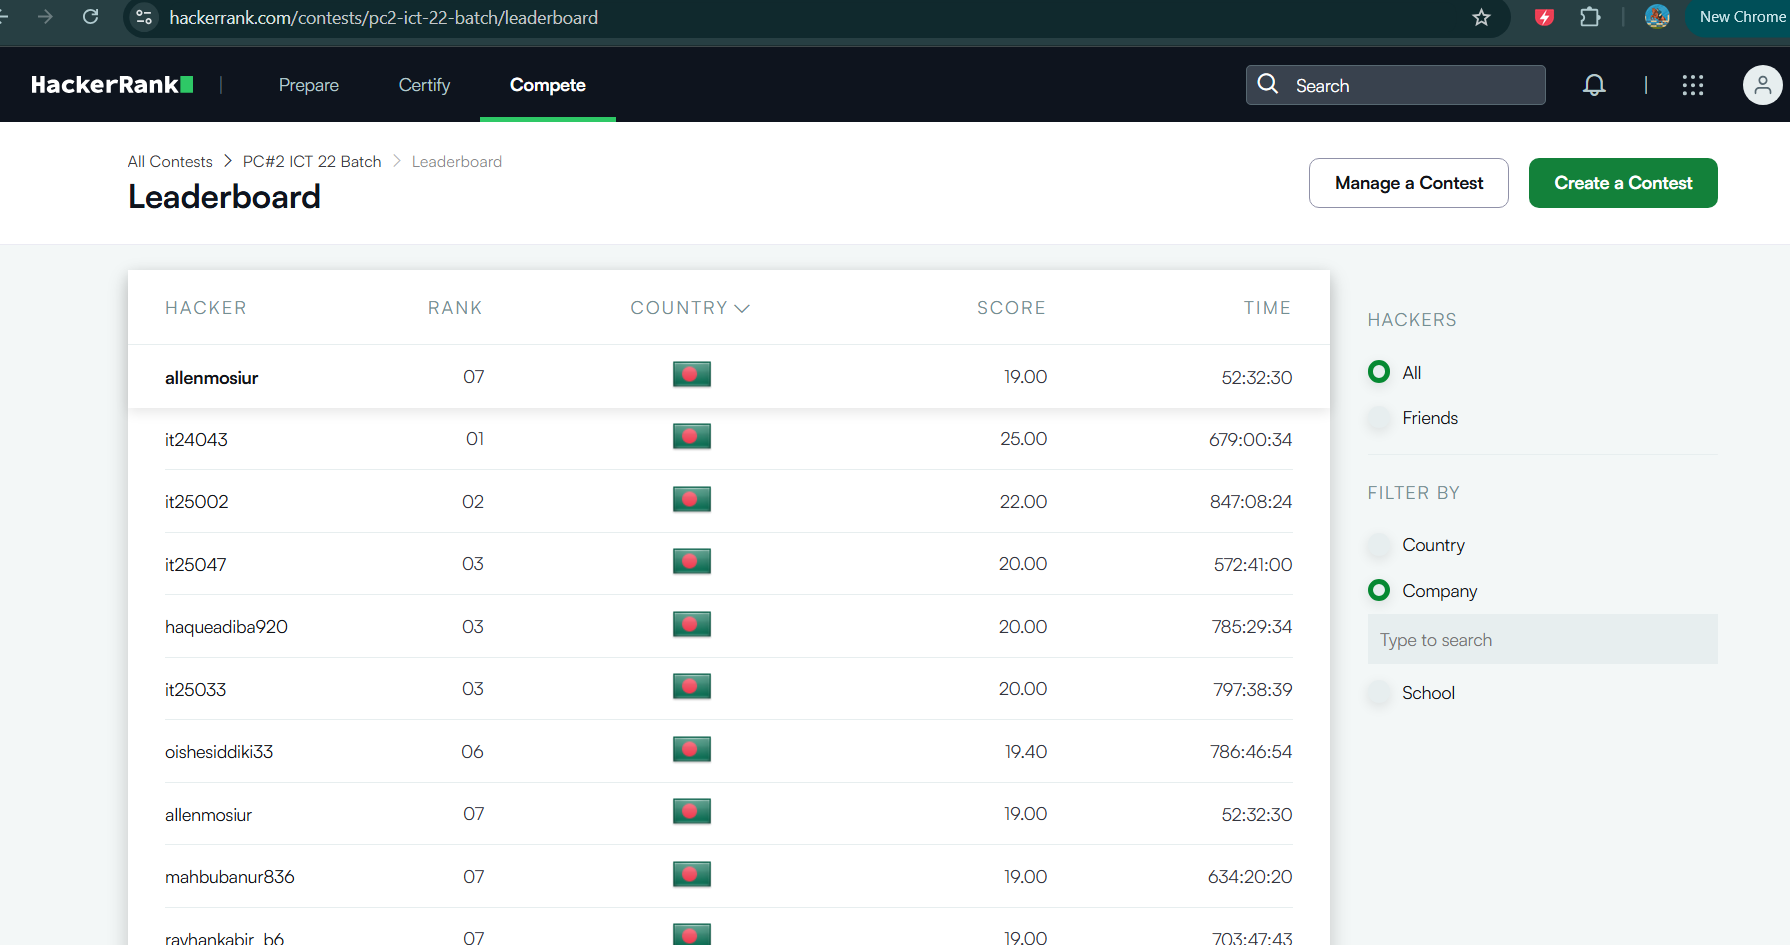 hackerrank.com/contests/pc2-ict-22-batch/leaderboard
New Chrome
HackerRank
Prepare
Certify
Compete
Search
All Contests > PC#2 ICT 22 Batch > Leaderboard
Leaderboard
Manage a Contest
Create a Contest
HACKER RANK COUNTRY SCORE TIME
allenmosiur 07 19.00 52:32:30
it24043 01 25.00 679:00:34
it25002 02 22.00 847:08:24
it25047 03 20.00 572:41:00
haqueadiba920 03 20.00 785:29:34
it25033 03 20.00 797:38:39
oishesiddiki33 06 19.40 786:46:54
allenmosiur 07 19.00 52:32:30
mahbubanur836 07 19.00 634:20:20
rayhankabir_b6 07 19.00 703:47:43
HACKERS
All
Friends
FILTER BY
Country
Company
Type to search
School